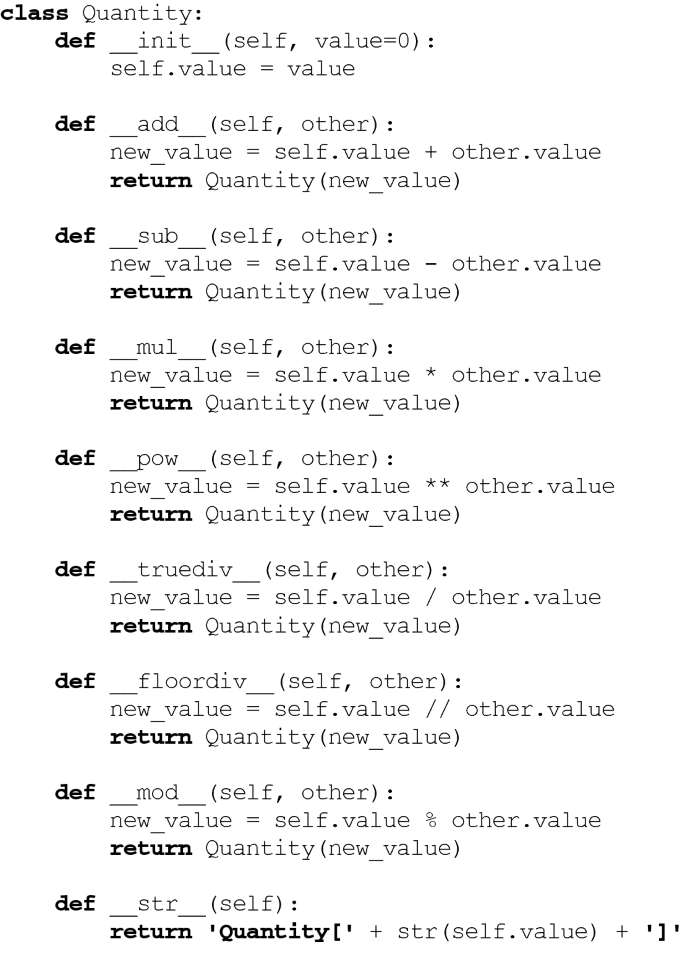 class Quantity:
    def __init__(self, value=0):
        self.value = value

    def __add__(self, other):
        new_value = self.value + other.value
        return Quantity(new_value)

    def __sub__(self, other):
        new_value = self.value - other.value
        return Quantity(new_value)

    def __mul__(self, other):
        new_value = self.value * other.value
        return Quantity(new_value)

    def __pow__(self, other):
        new_value = self.value ** other.value
        return Quantity(new_value)

    def __truediv__(self, other):
        new_value = self.value / other.value
        return Quantity(new_value)

    def __floordiv__(self, other):
        new_value = self.value // other.value
        return Quantity(new_value)

    def __mod__(self, other):
        new_value = self.value % other.value
        return Quantity(new_value)

    def __str__(self):
        return 'Quantity[' + str(self.value) + ']'